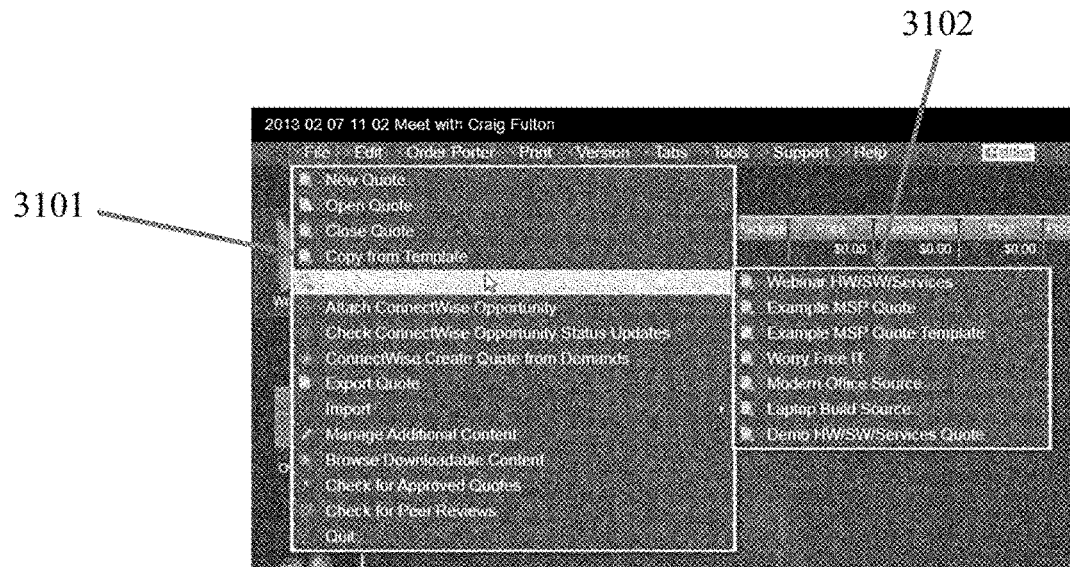 3102
2013 02 07 11 02 Meet with Craig Fulton
File Edit Order Porter Print Version Tabs Tools Support Help
3101
New Quote
Open Quote
Close Quote
Package Price Cost
$0.00 $0.00 $0.00
Copy from Template
Webinar HW/SW/Services
Attach ConnectWise Opportunity
Example MSP Quote
Check ConnectWise Opportunity Status Updates
Example MSP Quote Template
ConnectWise Create Quote from Demands
Worry Free IT
Export Quote
Modern Office Source
Import
Laptop Build Source
Manage Additional Content
Demo HW/SW/Services Quote
Browse Downloadable Content
Check for Approved Quotes
Check for Peer Reviews
Quit